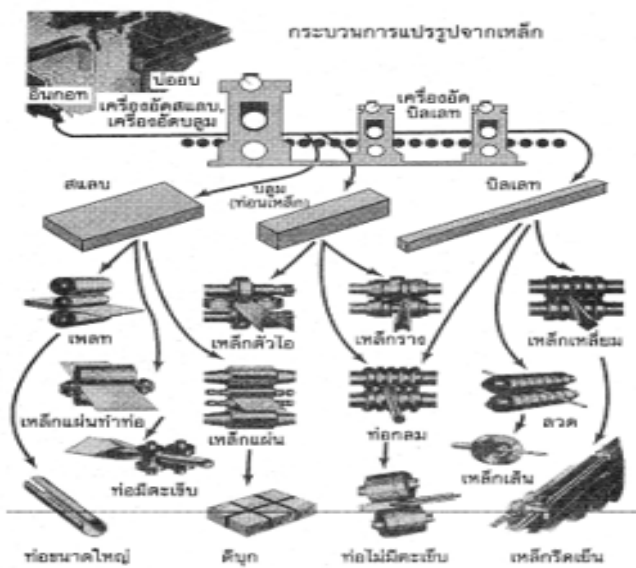 กระบวนการแปรรูปจากเหล็ก
บ่ออบ
อินกอท
เครื่องอัดสแลบ,
เครื่องอัดบลูม
เครื่องอัด
บิลเลท
สแลบ
บลูม
(ท่อนเหล็ก)
บิลเลท
เพลท
เหล็กตัวไอ
เหล็กราง
เหล็กเหลี่ยม
เหล็กแผ่นทำท่อ
เหล็กแผ่น
ท่อกลม
ลวด
ท่อมีตะเข็บ
เหล็กเส้น
ท่อขนาดใหญ่
ดีบุก
ท่อไม่มีตะเข็บ
เหล็กรีดเย็น